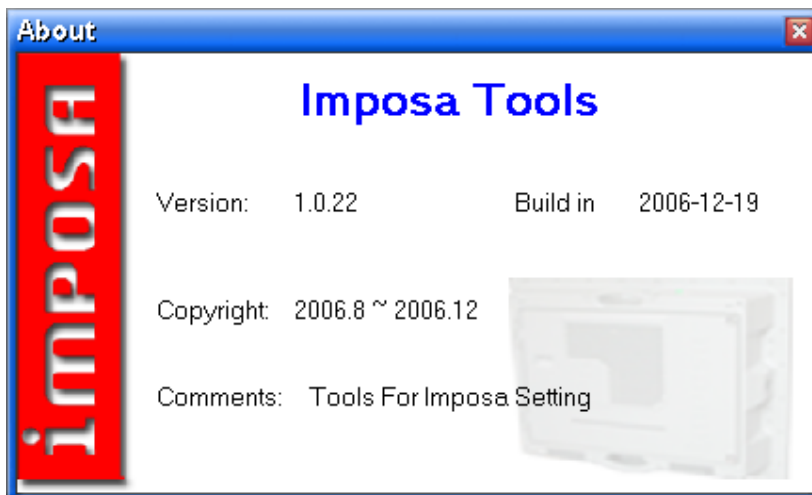 About
imposa
Imposa Tools
Version: 1.0.22 Build in 2006-12-19
Copyright: 2006.8 ~ 2006.12
Comments: Tools For Imposa Setting